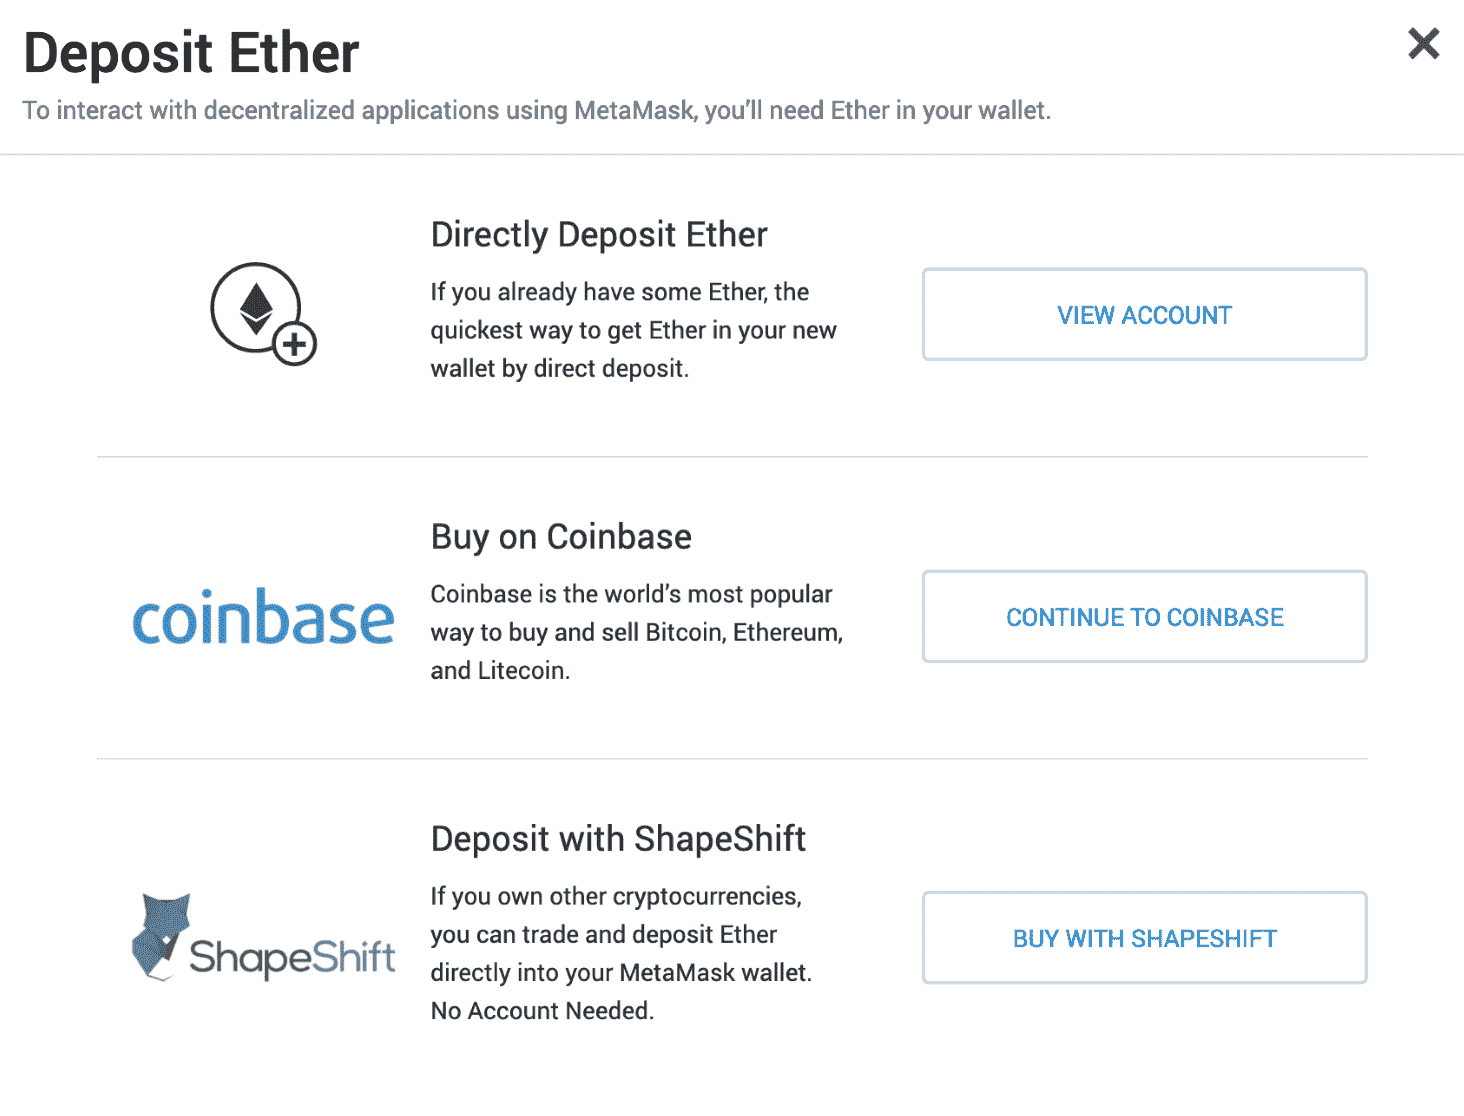 Deposit Ether
To interact with decentralized applications using MetaMask, you’ll need Ether in your wallet.
Directly Deposit Ether
If you already have some Ether, the
quickest way to get Ether in your new
wallet by direct deposit.
VIEW ACCOUNT
coinbase
Buy on Coinbase
Coinbase is the world’s most popular
way to buy and sell Bitcoin, Ethereum,
and Litecoin.
CONTINUE TO COINBASE
ShapeShift
Deposit with ShapeShift
If you own other cryptocurrencies,
you can trade and deposit Ether
directly into your MetaMask wallet.
No Account Needed.
BUY WITH SHAPESHIFT